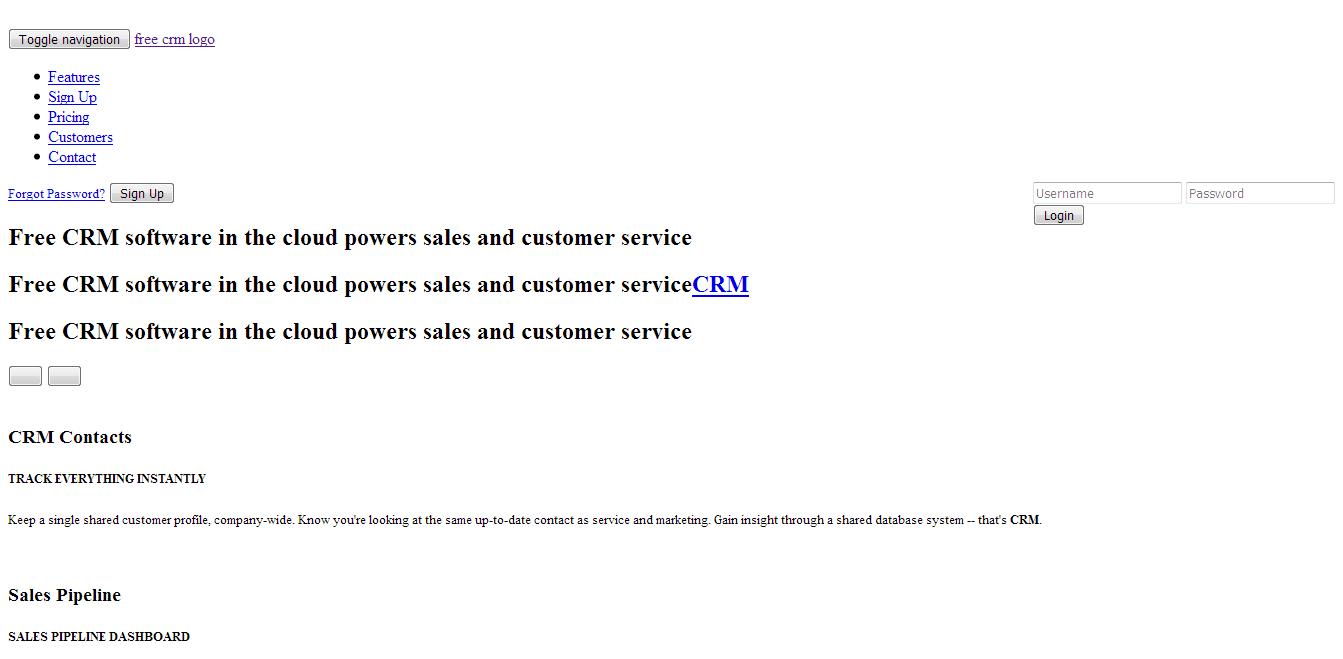 Toggle navigation free crm logo
Features
Sign Up
Pricing
Customers
Contact
Forgot Password? Sign Up Username Password
Login
Free CRM software in the cloud powers sales and customer service
Free CRM software in the cloud powers sales and customer serviceCRM
Free CRM software in the cloud powers sales and customer service
CRM Contacts
TRACK EVERYTHING INSTANTLY
Keep a single shared customer profile, company-wide. Know you're looking at the same up-to-date contact as service and marketing. Gain insight through a shared database system -- that's CRM.
Sales Pipeline
SALES PIPELINE DASHBOARD